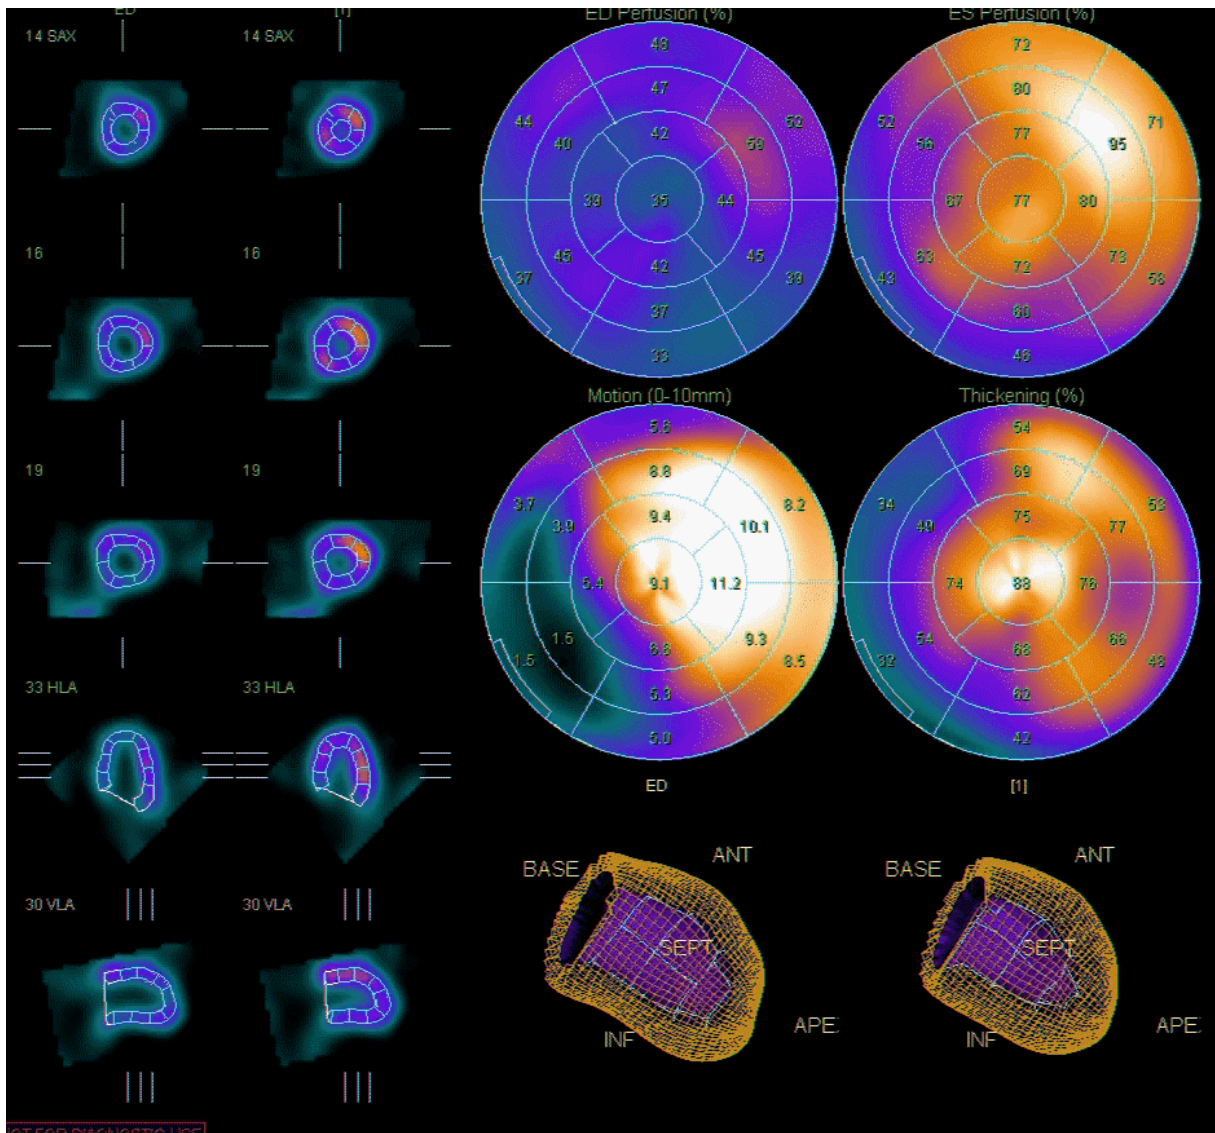 ED [1]
14 SAX 14 SAX
16 16
19 19
33 HLA 33 HLA
30 VLA 30 VLA
ED Perfusion (%)
48
47
44 52
40 42 59
39 35 44
45 42 45
37 39
37
33
ES Perfusion (%)
72
80
52 71
56 77 95
67 77 80
63 72 73
43 58
60
46
Motion (0-10mm)
5.6
8.8
3.7 8.2
3.9 9.4 10.1
5.4 9.1 11.2
1.5 6.8 9.3
1.5 8.5
5.3
5.0
Thickening (%)
54
69
34 53
49 75 77
74 88 76
54 68 66
32 48
62
42
ED [1]
BASE ANT
SEPT
INF APE
BASE ANT
SEPT
INF APE
NOT FOR DIAGNOSTIC USE